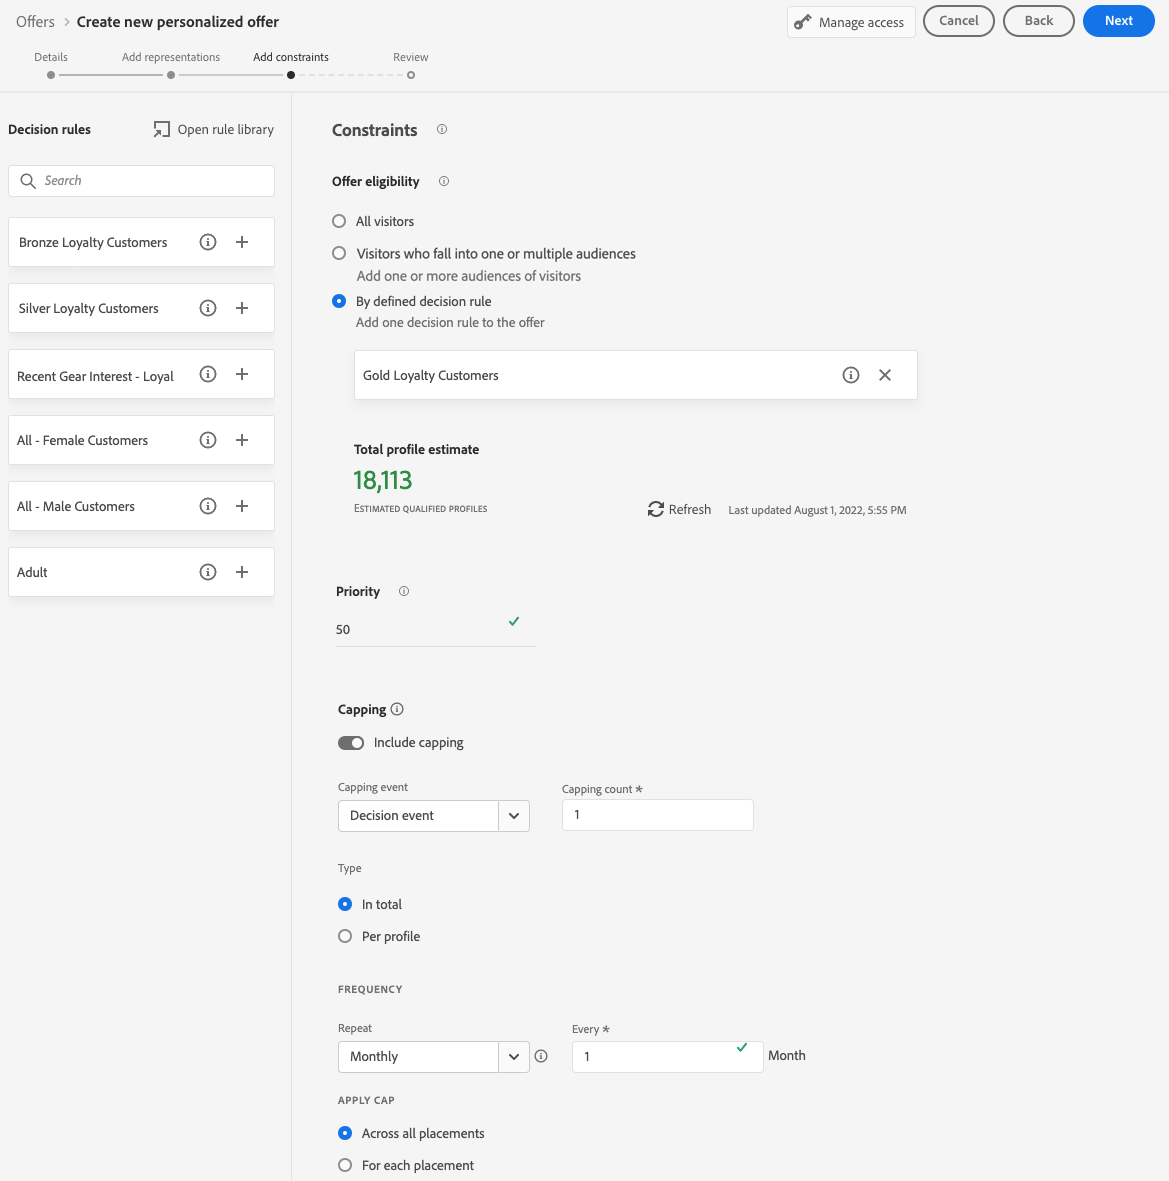 Offers > Create new personalized offer
Manage access
Cancel
Back
Next
Details
Add representations
Add constraints
Review
Decision rules
Open rule library
Search
Bronze Loyalty Customers
Silver Loyalty Customers
Recent Gear Interest - Loyal
All - Female Customers
All - Male Customers
Adult
Constraints
Offer eligibility
All visitors
Visitors who fall into one or multiple audiences
Add one or more audiences of visitors
By defined decision rule
Add one decision rule to the offer
Gold Loyalty Customers
Total profile estimate
18,113
ESTIMATED QUALIFIED PROFILES
Refresh
Last updated August 1, 2022, 5:55 PM
Priority
50
Capping
Include capping
Capping event
Decision event
Capping count *
1
Type
In total
Per profile
FREQUENCY
Repeat
Monthly
Every *
1
Month
APPLY CAP
Across all placements
For each placement